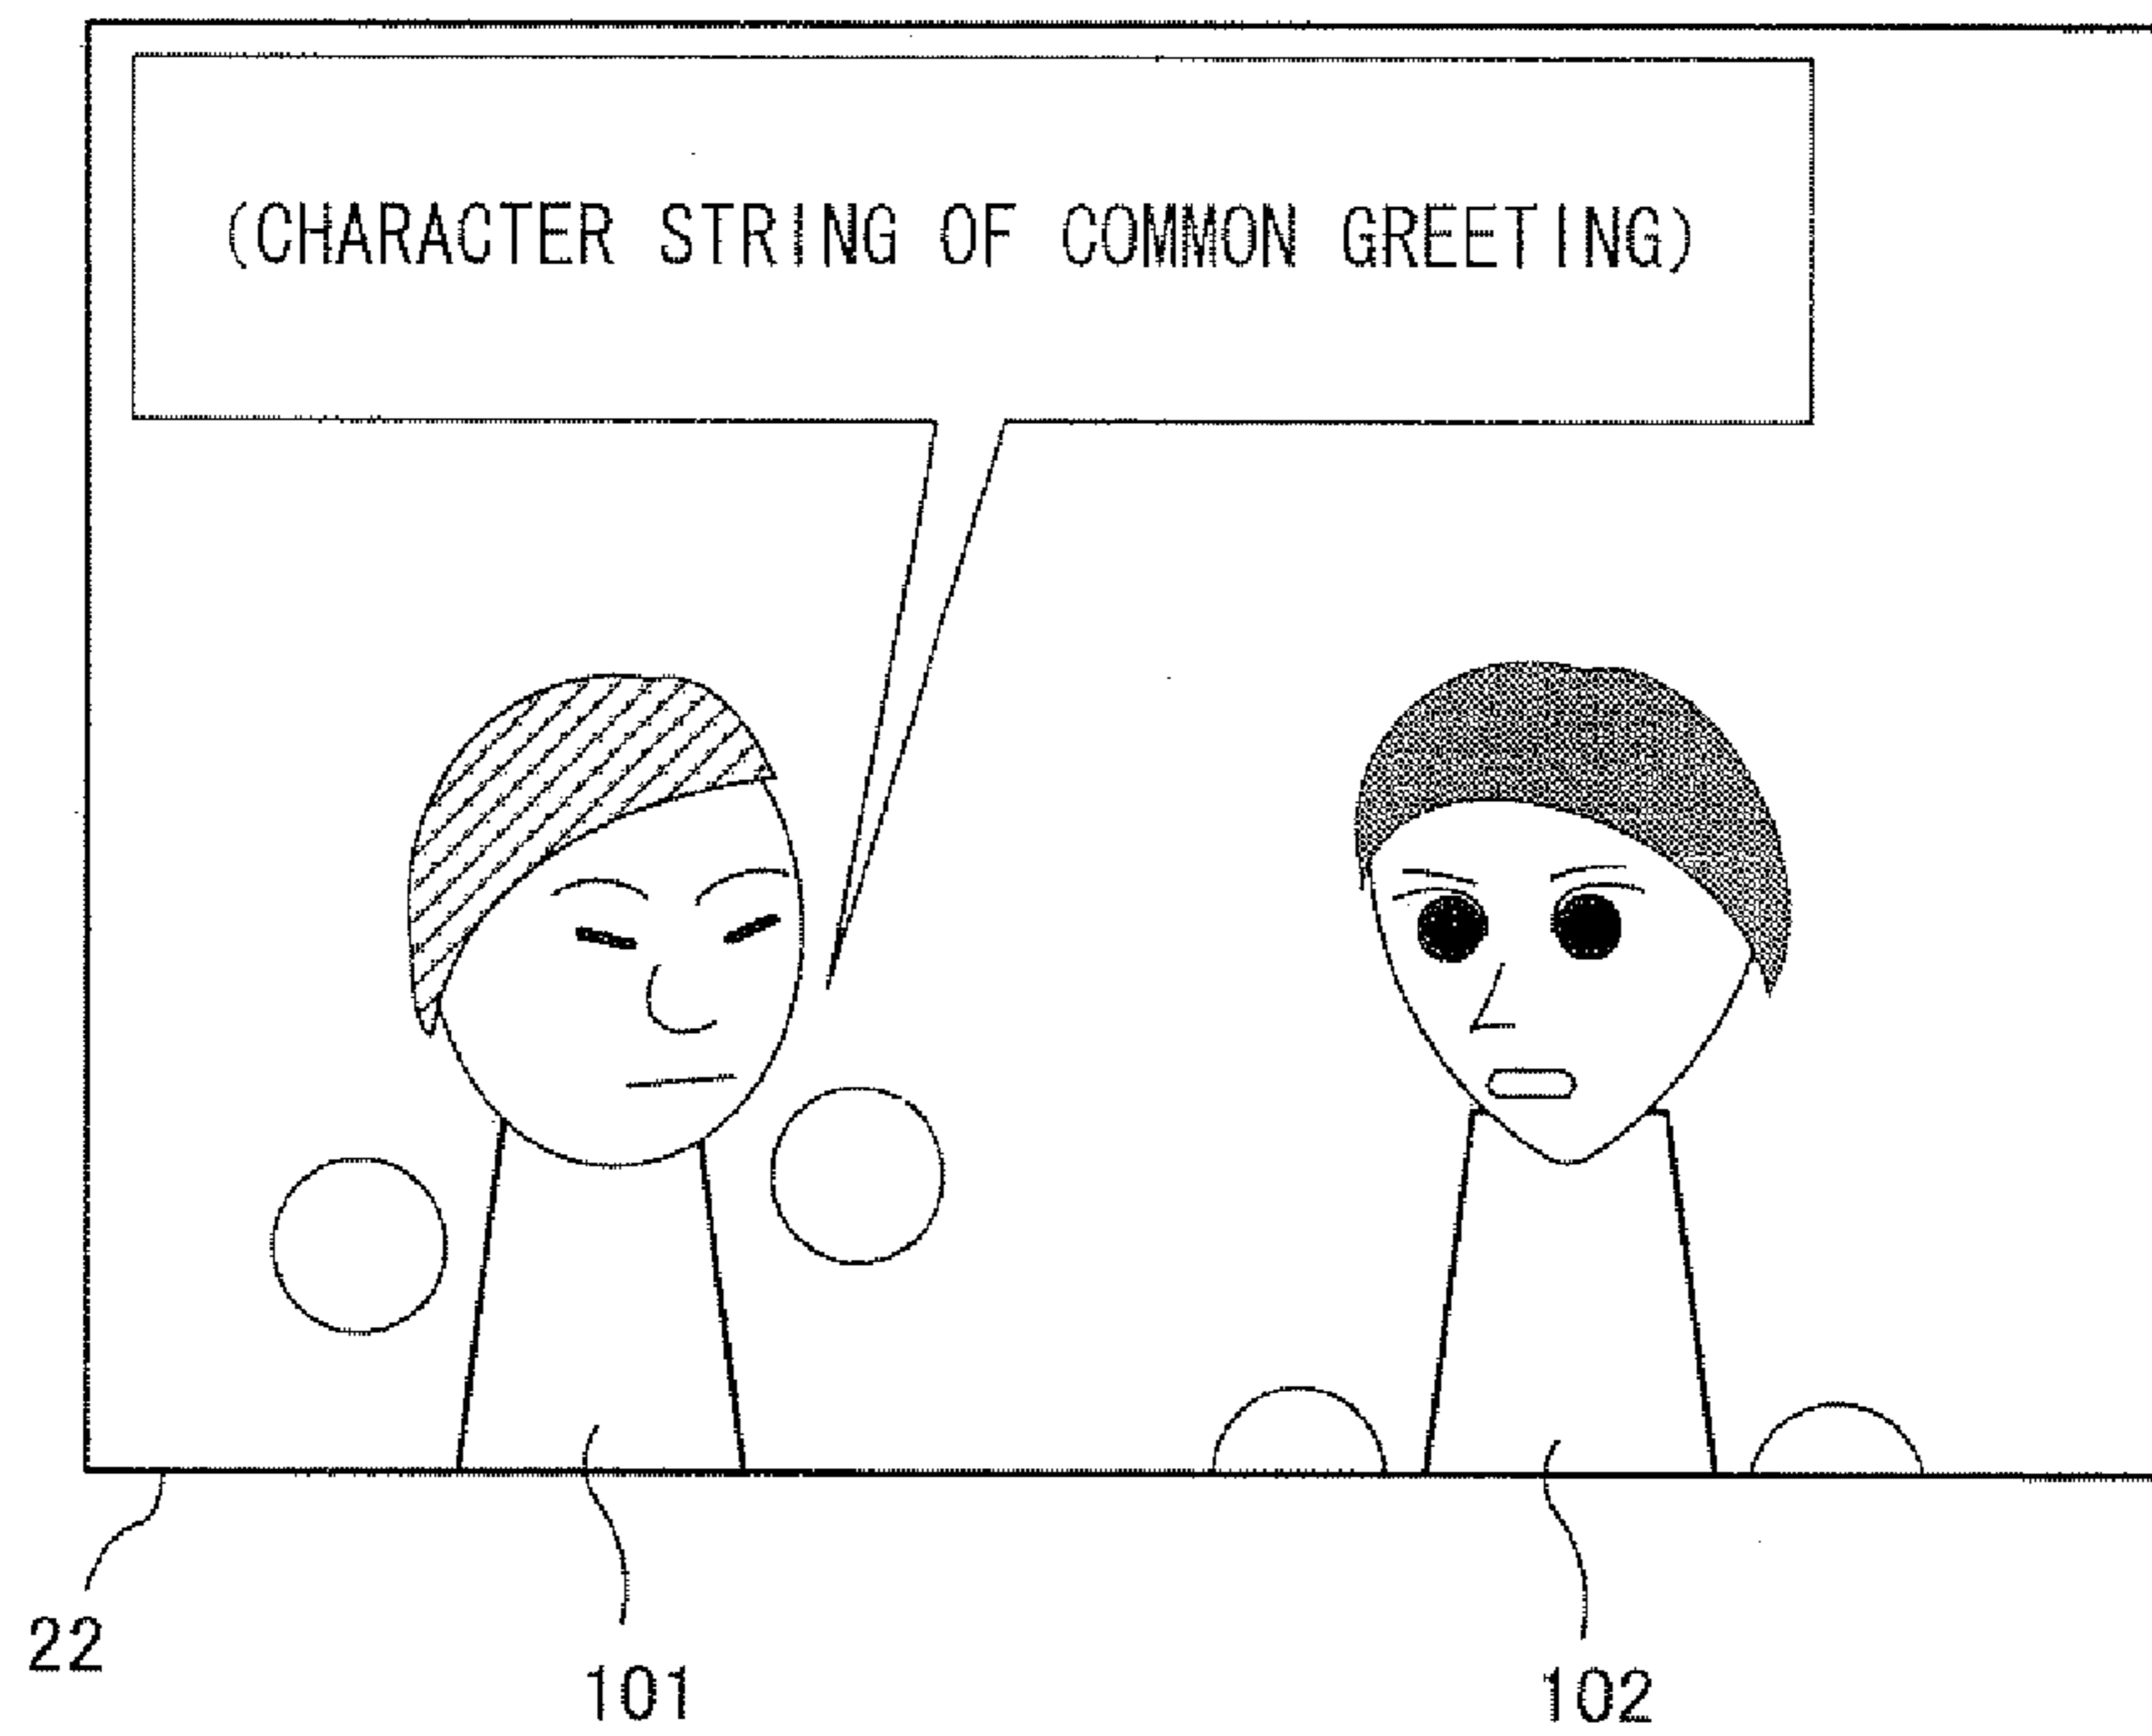 (CHARACTER STRING OF COMMON GREETING)
22
101
102